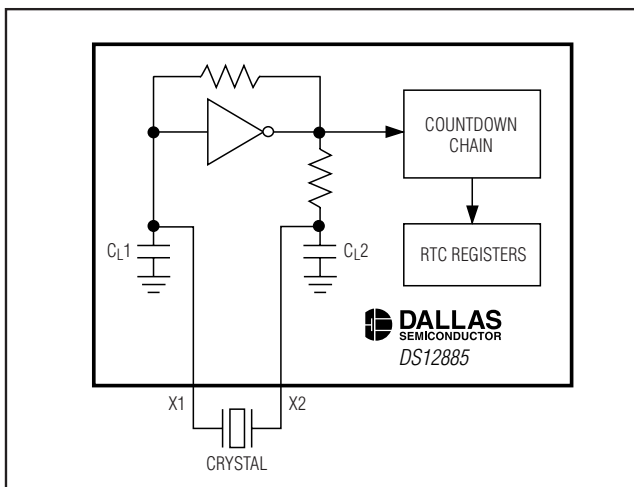 COUNTDOWN
CHAIN
CL1
CL2
RTC REGISTERS
DALLAS
SEMICONDUCTOR
DS12885
X1
X2
CRYSTAL